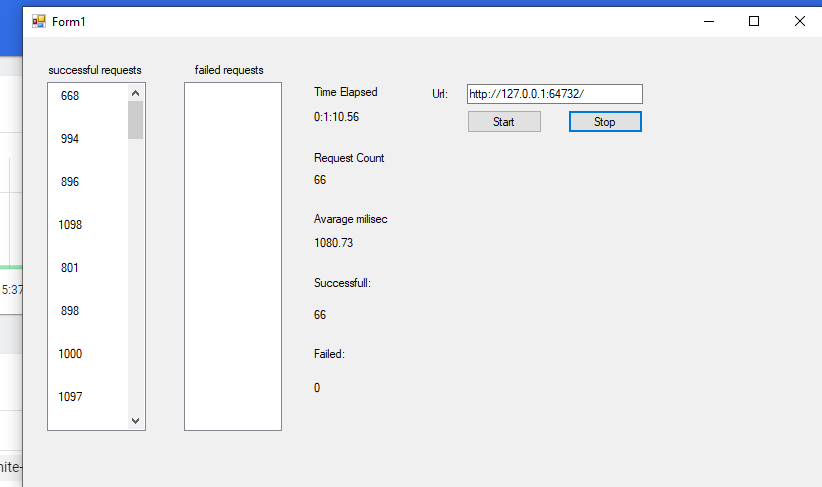 Form1
successful requests
failed requests
668
994
896
1098
801
898
1000
1097
Time Elapsed
0:1:10.56
Request Count
66
Avarage milisec
1080.73
Successfull:
66
Failed:
0
Url:
http://127.0.0.1:64732/
Start
Stop
5:37
nite-